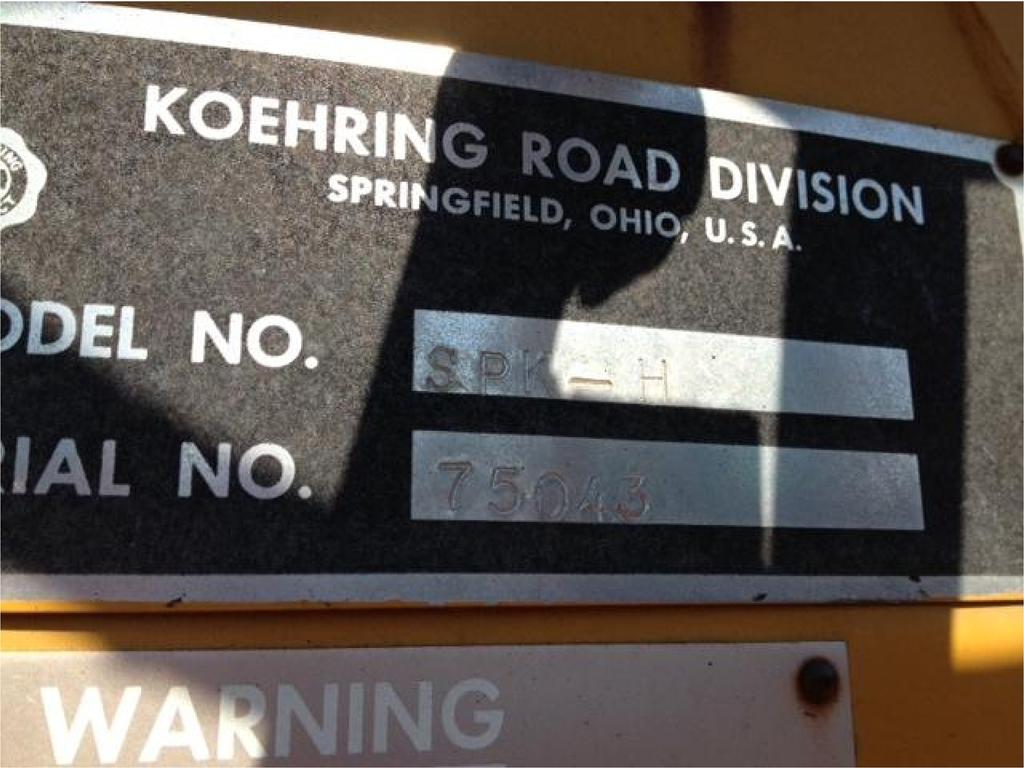 KOEHRING ROAD DIVISION
SPRINGFIELD, OHIO, U.S.A.
ODEL NO. SPK-H
RIAL NO. 75043
WARNING